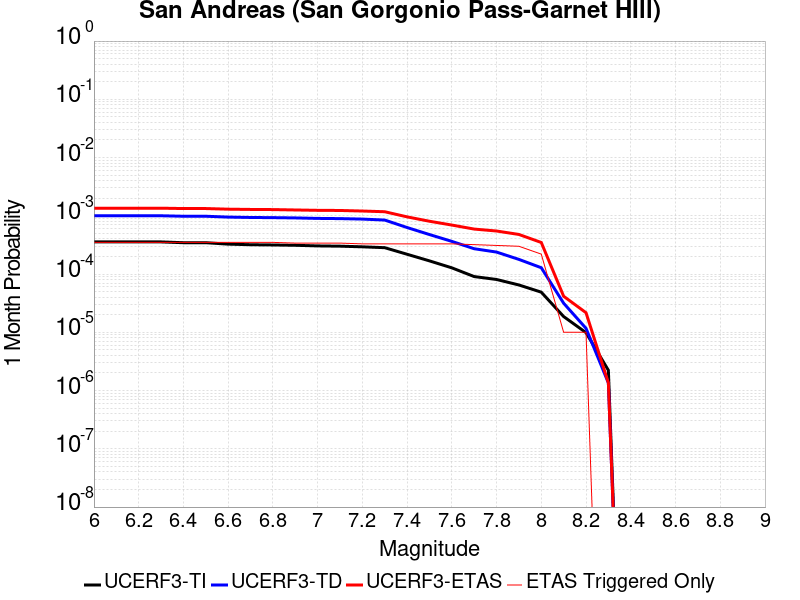 San Andreas (San Gorgonio Pass-Garnet HIll)
10^0
10^-1
10^-2
10^-3
10^-4
10^-5
10^-6
10^-7
10^-8
1 Month Probability
6 6.2 6.4 6.6 6.8 7 7.2 7.4 7.6 7.8 8 8.2 8.4 8.6 8.8 9
Magnitude
UCERF3-TI UCERF3-TD UCERF3-ETAS ETAS Triggered Only